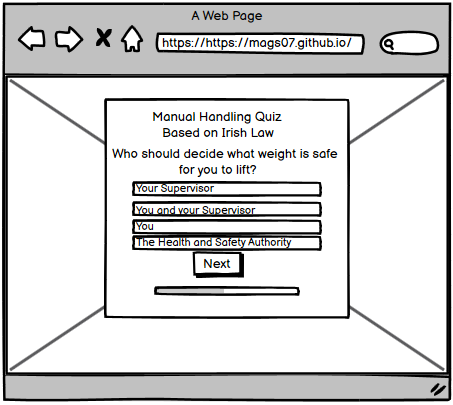 A Web Page
https://https://mags07.github.io/
Manual Handling Quiz
Based on Irish Law
Who should decide what weight is safe
for you to lift?
Your Supervisor
You and your Supervisor
You
The Health and Safety Authority
Next